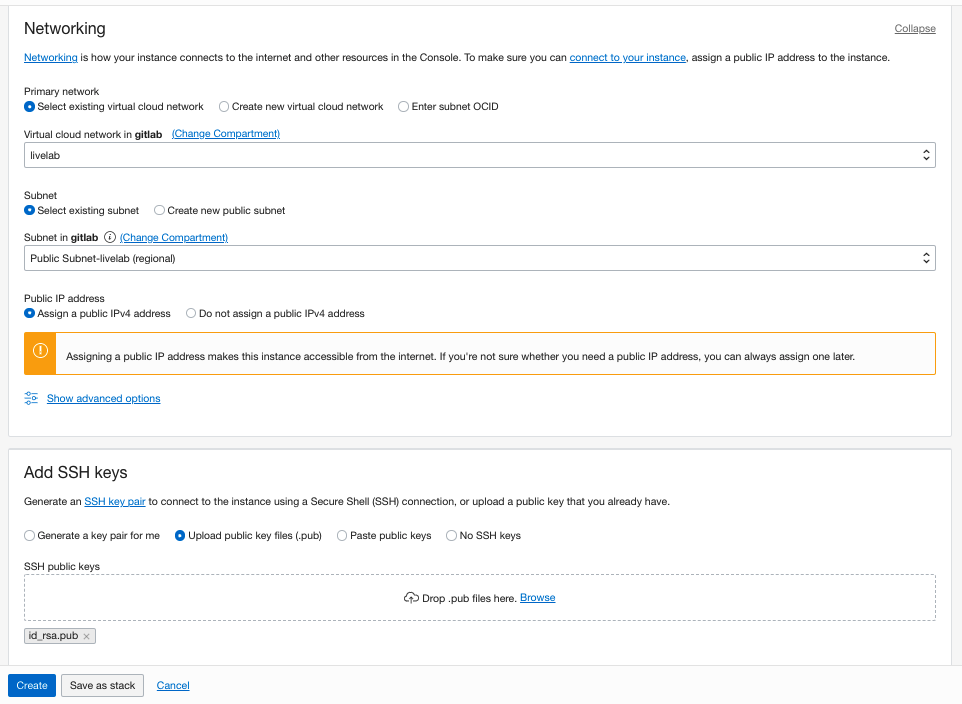 Networking
Collapse
Networking is how your instance connects to the internet and other resources in the Console. To make sure you can connect to your instance, assign a public IP address to the instance.
Primary network
Select existing virtual cloud network Create new virtual cloud network Enter subnet OCID
Virtual cloud network in gitlab (Change Compartment)
livelab
Subnet
Select existing subnet Create new public subnet
Subnet in gitlab (Change Compartment)
Public Subnet-livelab (regional)
Public IP address
Assign a public IPv4 address Do not assign a public IPv4 address
Assigning a public IP address makes this instance accessible from the internet. If you're not sure whether you need a public IP address, you can always assign one later.
Show advanced options
Add SSH keys
Generate an SSH key pair to connect to the instance using a Secure Shell (SSH) connection, or upload a public key that you already have.
Generate a key pair for me Upload public key files (.pub) Paste public keys No SSH keys
SSH public keys
Drop .pub files here. Browse
id_rsa.pub ×
Create Save as stack Cancel